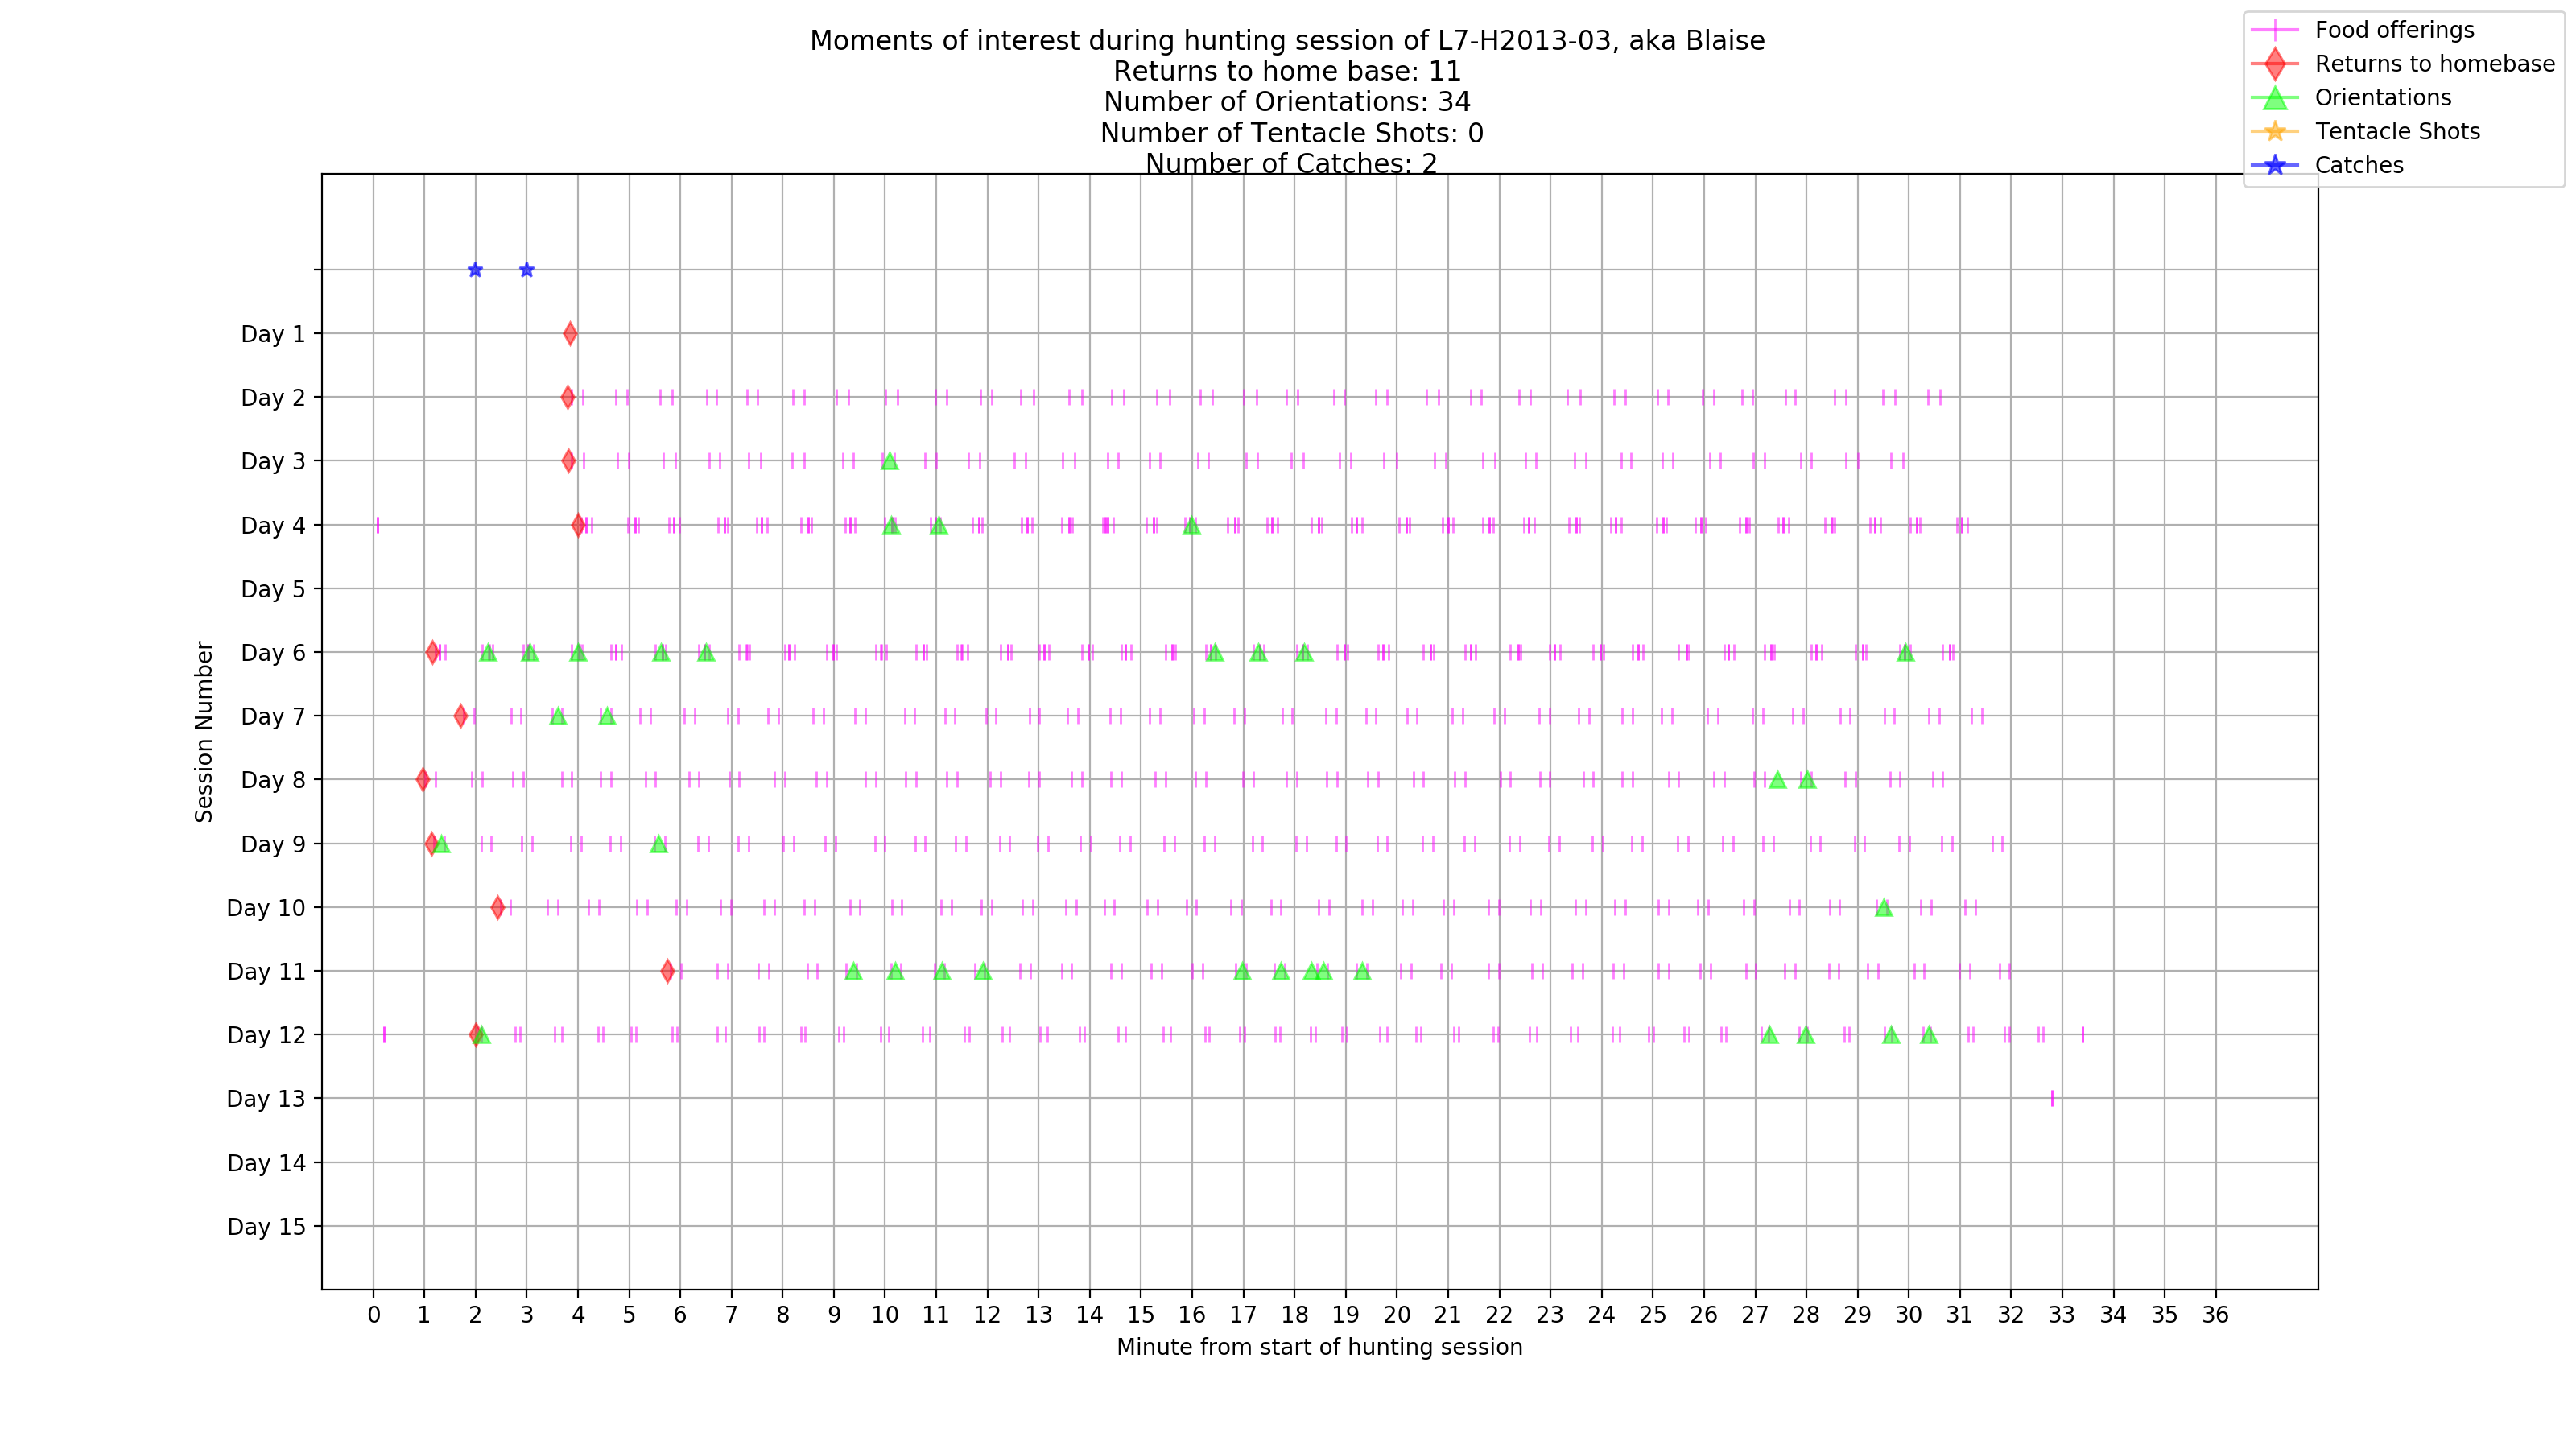 Moments of interest during hunting session of L7-H2013-03, aka Blaise
Returns to home base: 11
Number of Orientations: 34
Number of Tentacle Shots: 0
Number of Catches: 2
Food offerings
Returns to homebase
Orientations
Tentacle Shots
Catches
Session Number
Day 1
Day 2
Day 3
Day 4
Day 5
Day 6
Day 7
Day 8
Day 9
Day 10
Day 11
Day 12
Day 13
Day 14
Day 15
0 1 2 3 4 5 6 7 8 9 10 11 12 13 14 15 16 17 18 19 20 21 22 23 24 25 26 27 28 29 30 31 32 33 34 35 36
Minute from start of hunting session